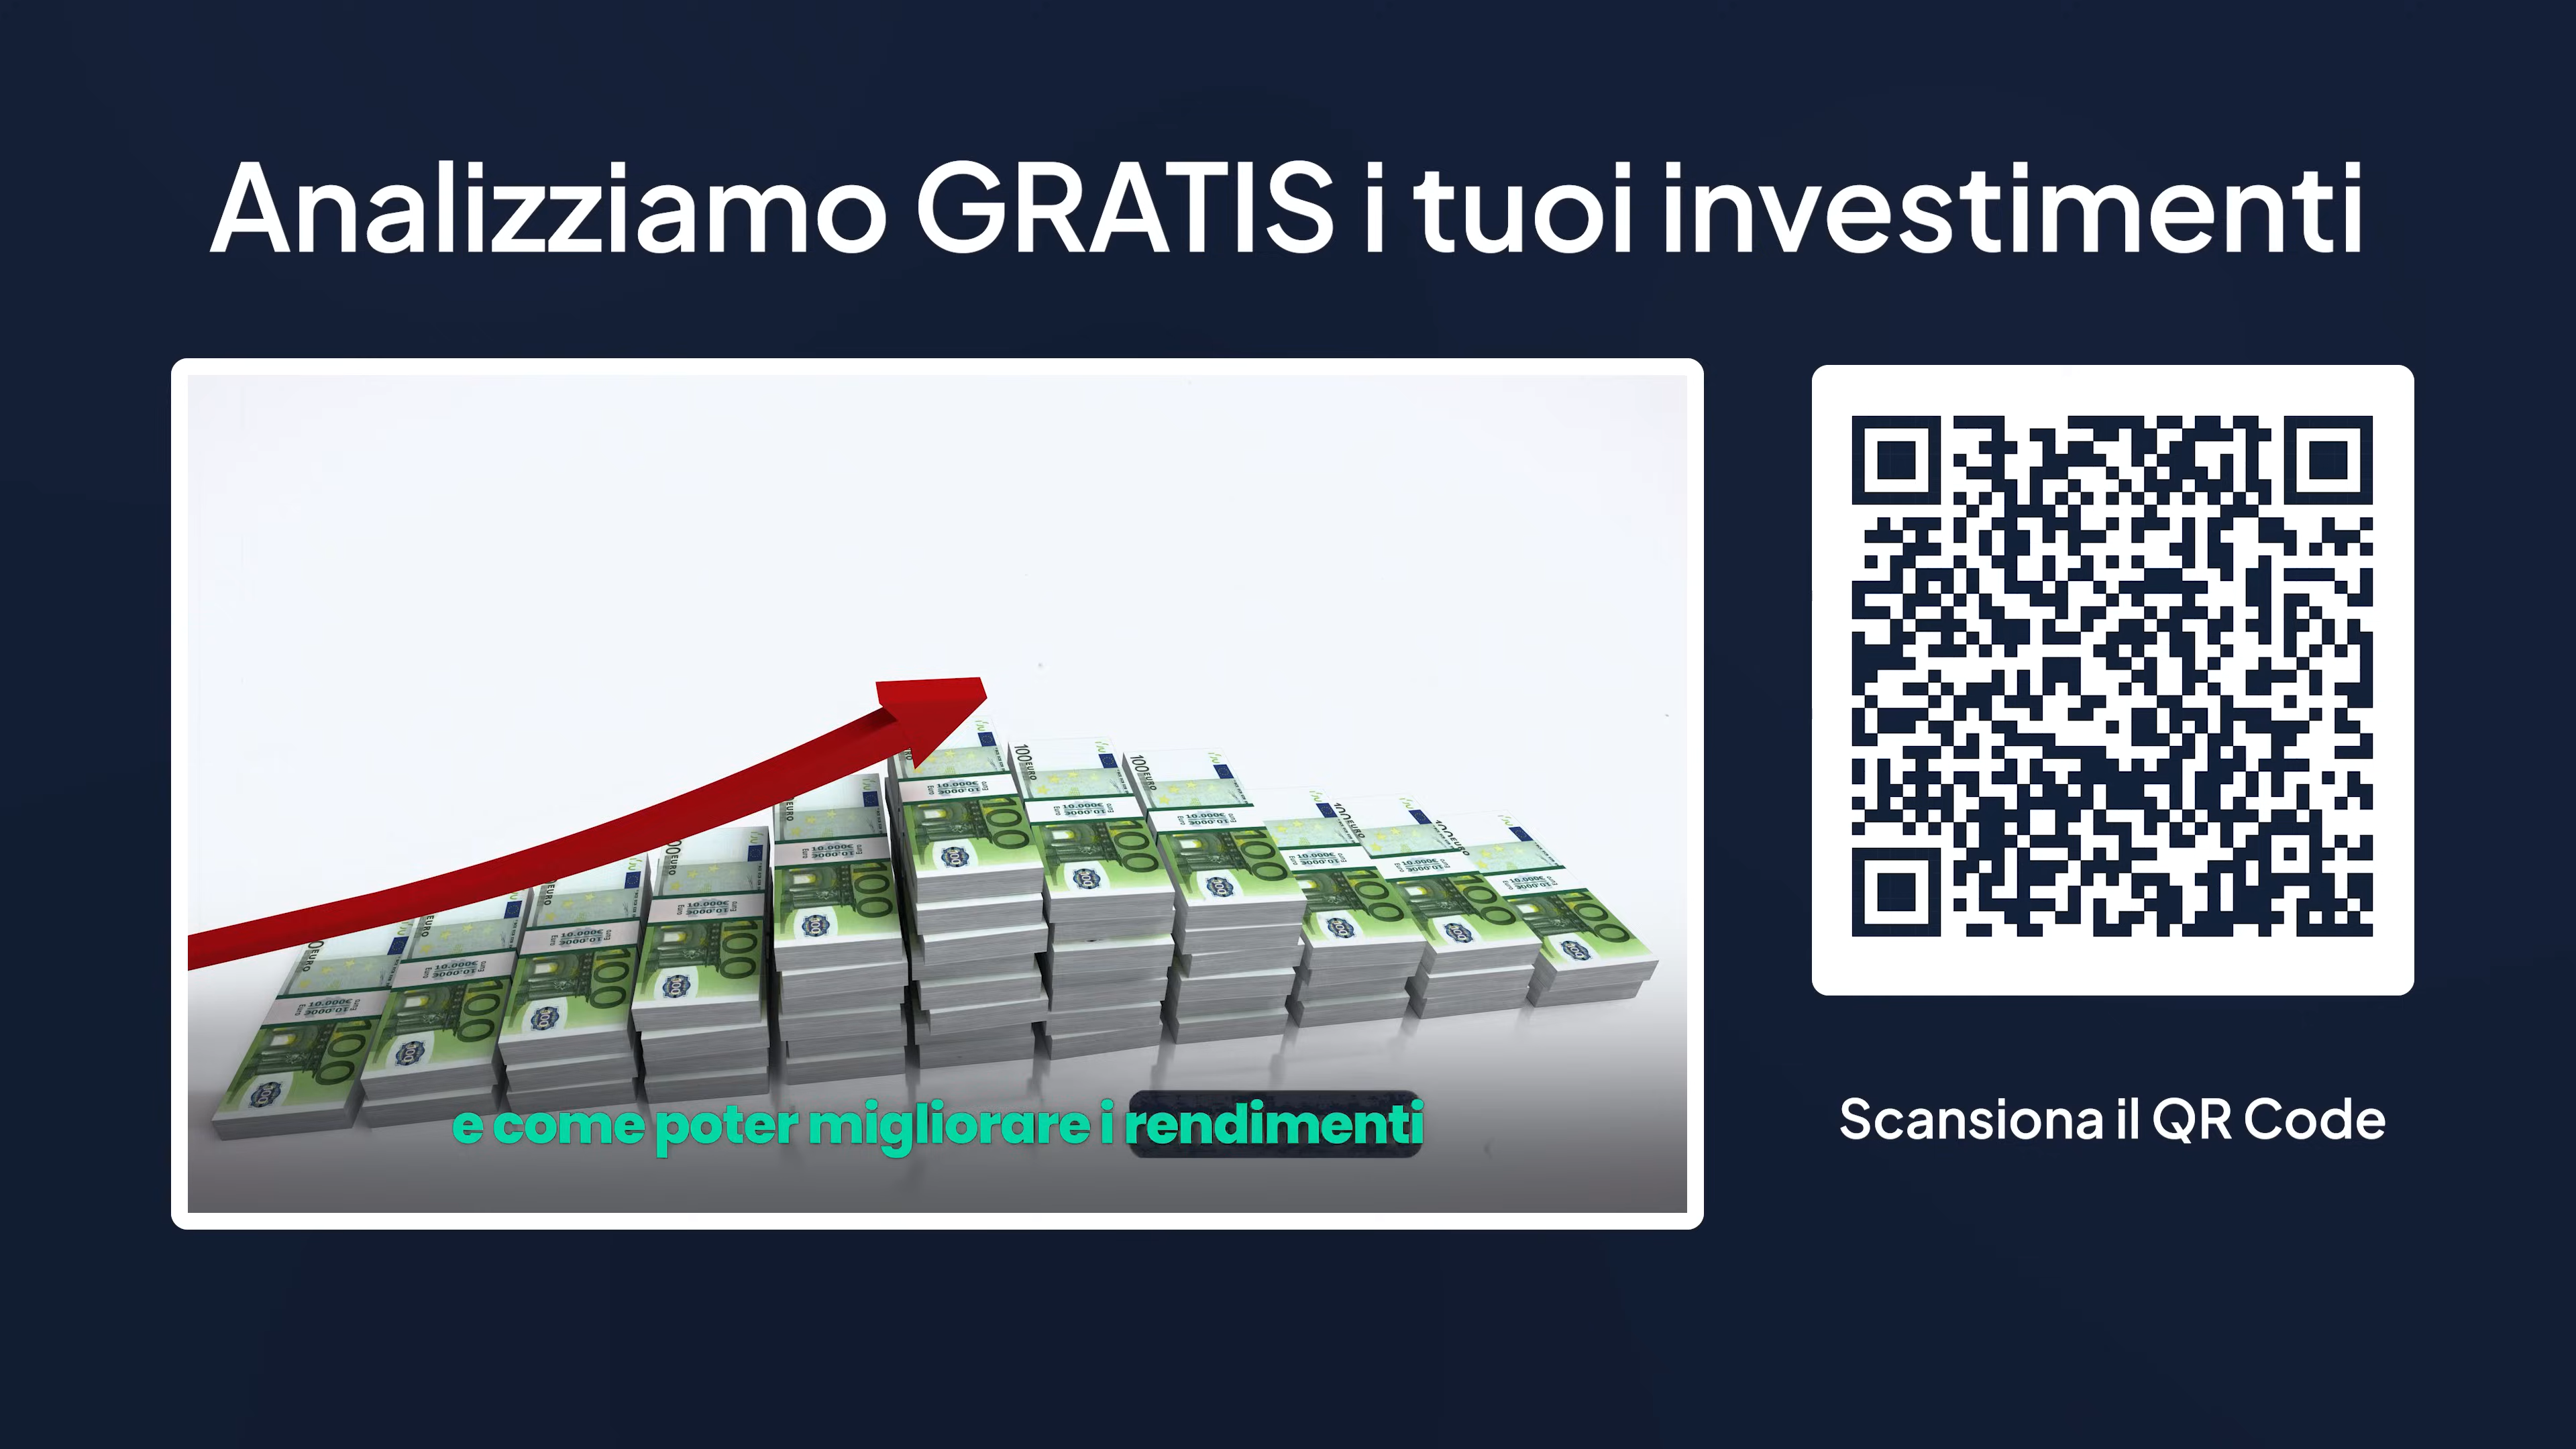 Analizziamo GRATIS i tuoi investimenti
e come poter migliorare i rendimenti
Scansiona il QR Code